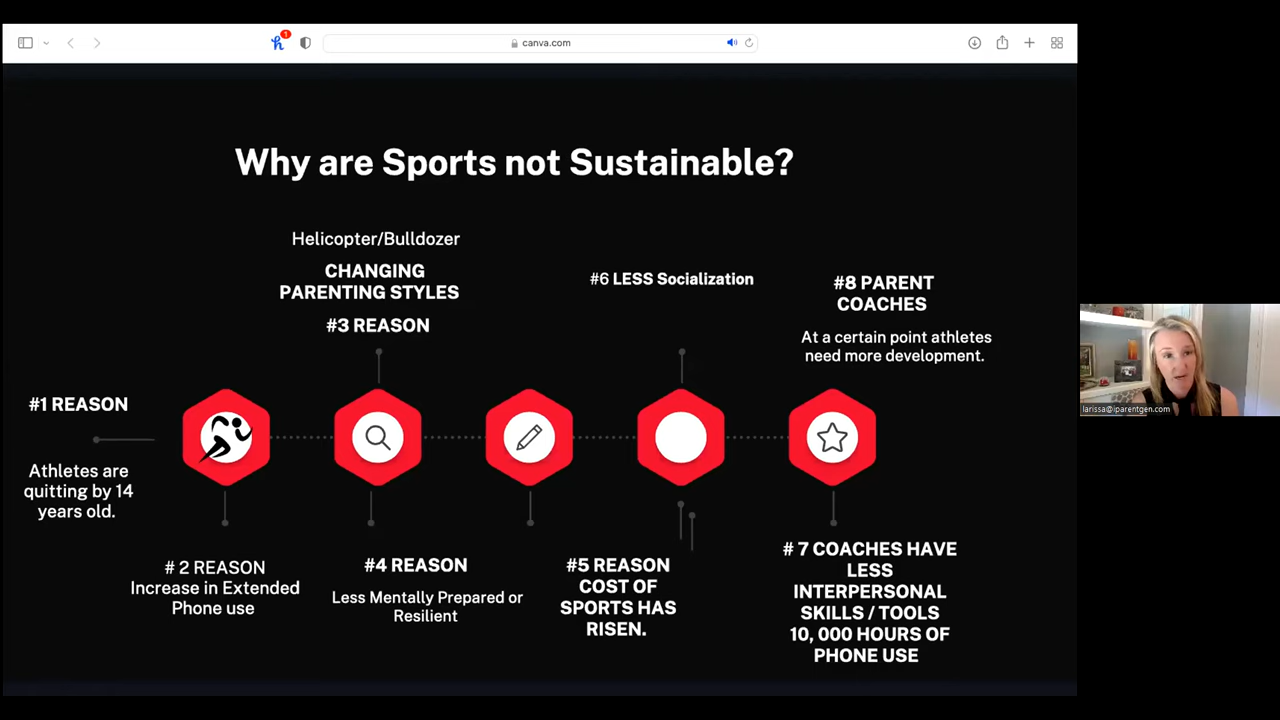 1
canva.com
Why are Sports not Sustainable?
Helicopter/Bulldozer
CHANGING
PARENTING STYLES
#3 REASON
#6 LESS Socialization
#8 PARENT
COACHES
At a certain point athletes
need more development.
#1 REASON
Athletes are
quitting by 14
years old.
# 2 REASON
Increase in Extended
Phone use
#4 REASON
Less Mentally Prepared or
Resilient
#5 REASON
COST OF
SPORTS HAS
RISEN.
# 7 COACHES HAVE
LESS
INTERPERSONAL
SKILLS / TOOLS
10, 000 HOURS OF
PHONE USE
larissa@iparentgen.com